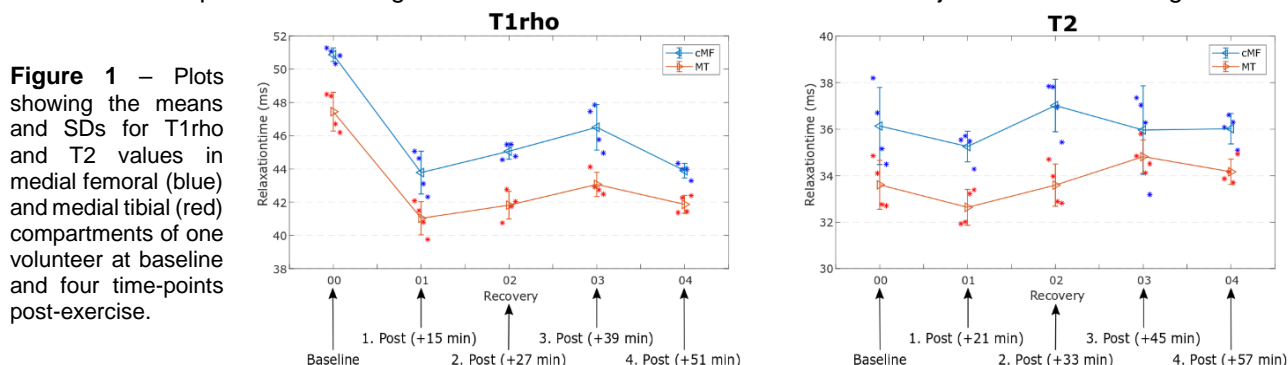 T1rho
T2
Figure 1 – Plots
showing the means
and SDs for T1rho
and T2 values in
medial femoral (blue)
and medial tibial (red)
compartments of one
volunteer at baseline
and four time-points
post-exercise.
52
50
48
46
44
42
40
38
Relaxationtime (ms)
cMF
MT
00
01
02
03
04
Recovery
1. Post (+15 min)
3. Post (+39 min)
Baseline
2. Post (+27 min)
4. Post (+51 min)
40
38
36
34
32
30
Relaxationtime (ms)
cMF
MT
00
01
02
03
04
Recovery
1. Post (+21 min)
3. Post (+45 min)
Baseline
2. Post (+33 min)
4. Post (+57 min)